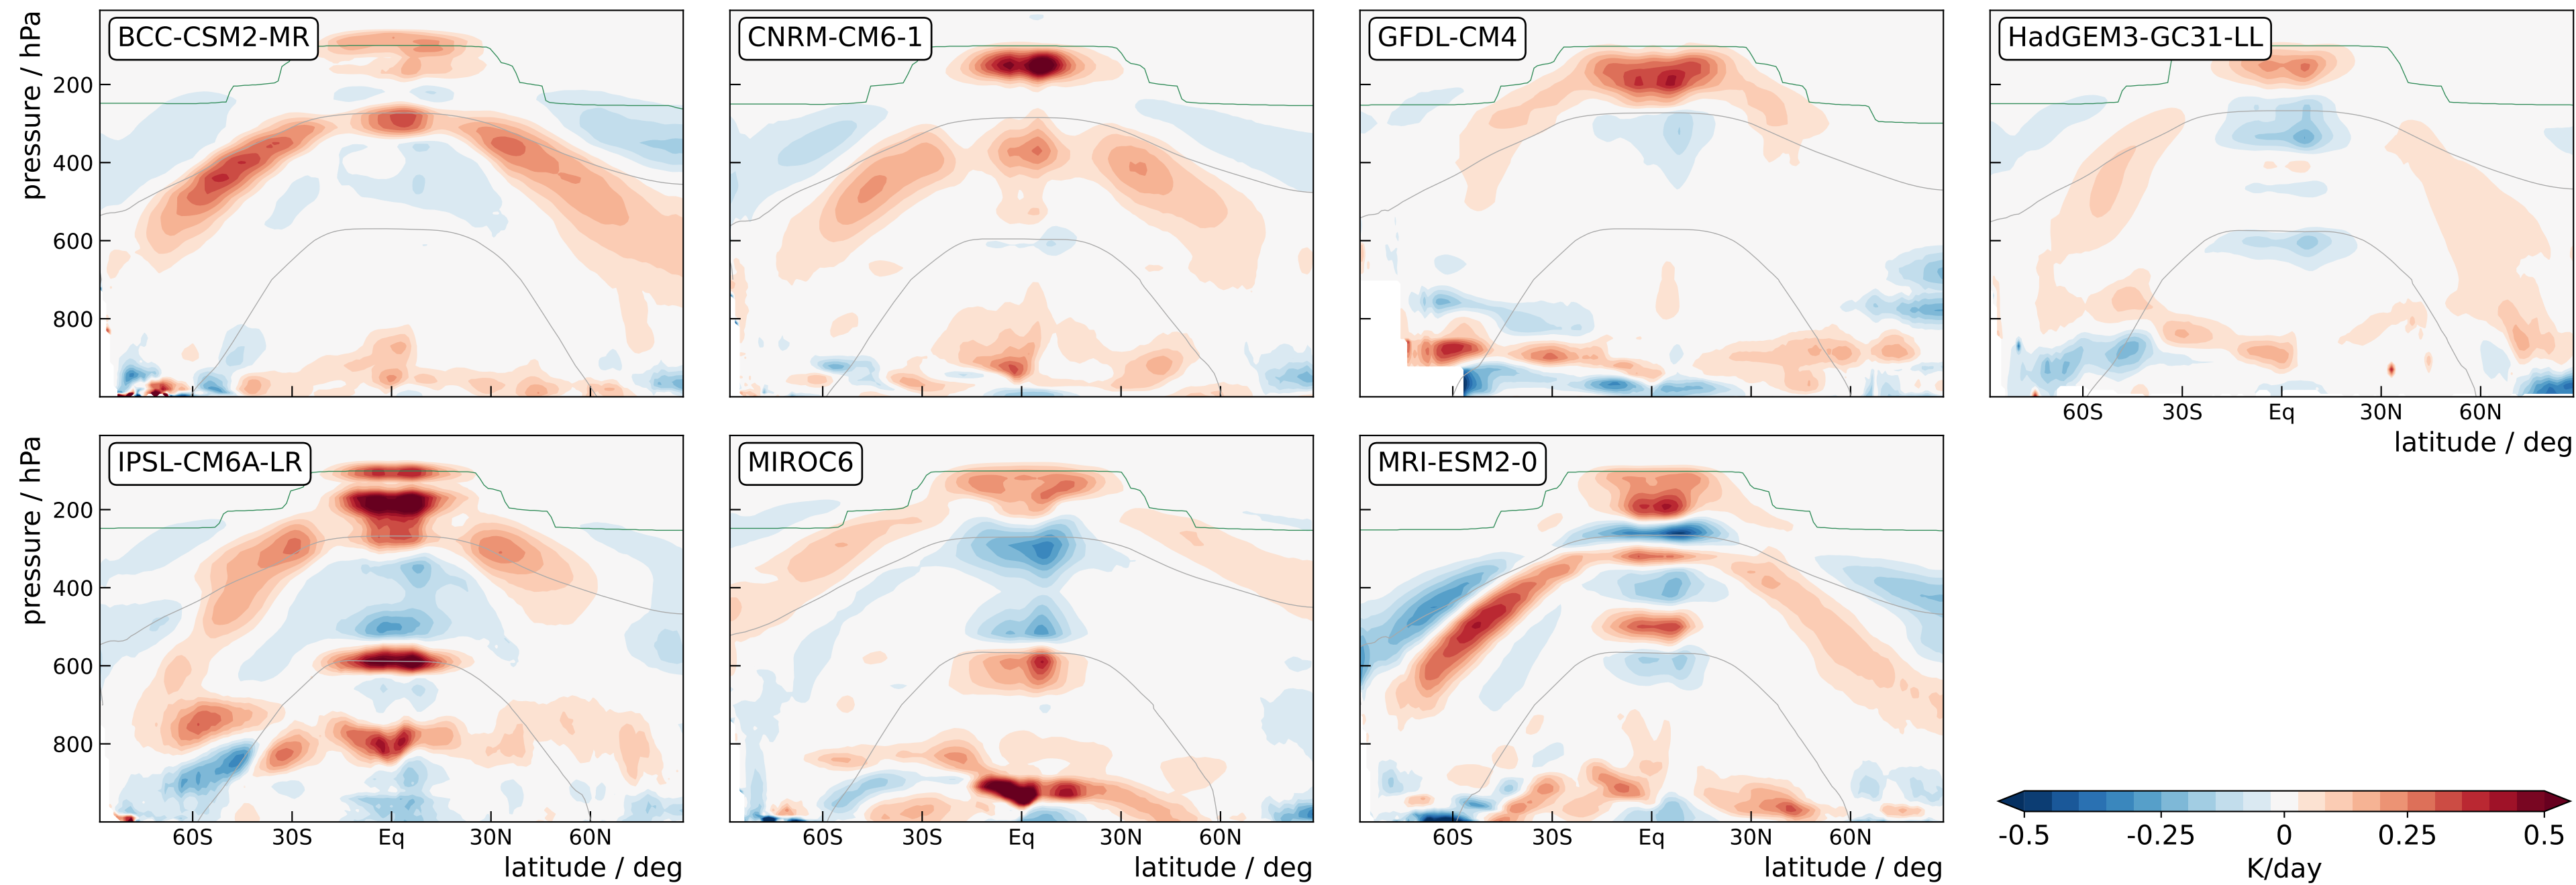 BCC-CSM2-MR
CNRM-CM6-1
GFDL-CM4
HadGEM3-GC31-LL
pressure / hPa
200
400
600
800
60S 30S Eq 30N 60N
latitude / deg
IPSL-CM6A-LR
MIROC6
MRI-ESM2-0
pressure / hPa
200
400
600
800
60S 30S Eq 30N 60N
latitude / deg
60S 30S Eq 30N 60N
latitude / deg
60S 30S Eq 30N 60N
latitude / deg
-0.5 -0.25 0 0.25 0.5
K/day